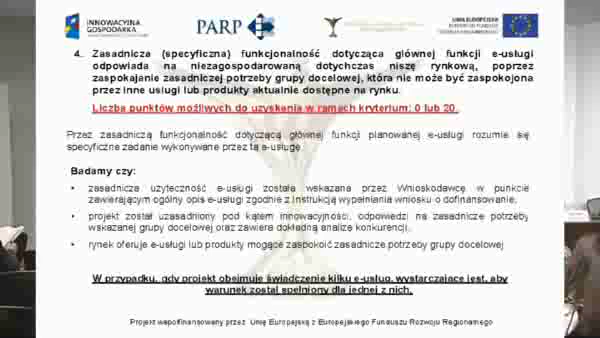 INNOWACYJNA
GOSPODARKA
PARP
UNIA EUROPEJSKA
4. Zasadnicza (specyficzna) funkcjonalność dotycząca głównej funkcji e-usługi
odpowiada na niezagospodarowaną dotychczas niszę rynkową, poprzez
zaspokajanie zasadniczej potrzeby grupy docelowej, która nie może być zaspokojona
przez inne usługi lub produkty aktualnie dostępne na rynku.
Liczba punktów możliwych do uzyskania w ramach kryterium: 0 lub 20.
Przez zasadniczą funkcjonalność dotyczącą głównej funkcji planowanej e-usługi rozumie się
specyficzne zadanie wykonywane przez tą e-usługę.
Badamy czy:
• zasadnicza użyteczność e-usługi została wskazana przez Wnioskodawcę w punkcie
zawierającym ogólny opis e-usługi zgodnie z Instrukcją wypełniania wniosku o dofinansowanie,
• projekt został uzasadniony pod kątem innowacyjności, odpowiedzi na zasadnicze potrzeby
wskazanej grupy docelowej oraz zawiera dokładną analizę konkurencji,
• rynek oferuje e-usługi lub produkty mogące zaspokoić zasadnicze potrzeby grupy docelowej
W przypadku, gdy projekt obejmuje świadczenie kilku e-usług, wystarczające jest, aby
warunek został spełniony dla jednej z nich.
Projekt współfinansowany przez Unię Europejską z Europejskiego Funduszu Rozwoju Regionalnego